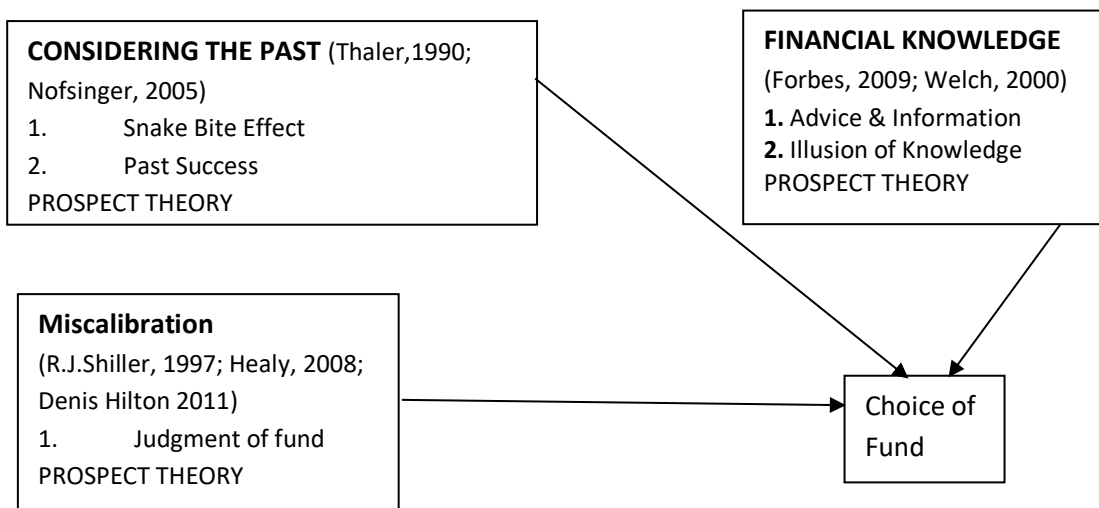 CONSIDERING THE PAST (Thaler,1990;
Nofsinger, 2005)
1. Snake Bite Effect
2. Past Success
PROSPECT THEORY
FINANCIAL KNOWLEDGE
(Forbes, 2009; Welch, 2000)
1. Advice & Information
2. Illusion of Knowledge
PROSPECT THEORY
Miscalibration
(R.J.Shiller, 1997; Healy, 2008;
Denis Hilton 2011)
1. Judgment of fund
PROSPECT THEORY
Choice of
Fund